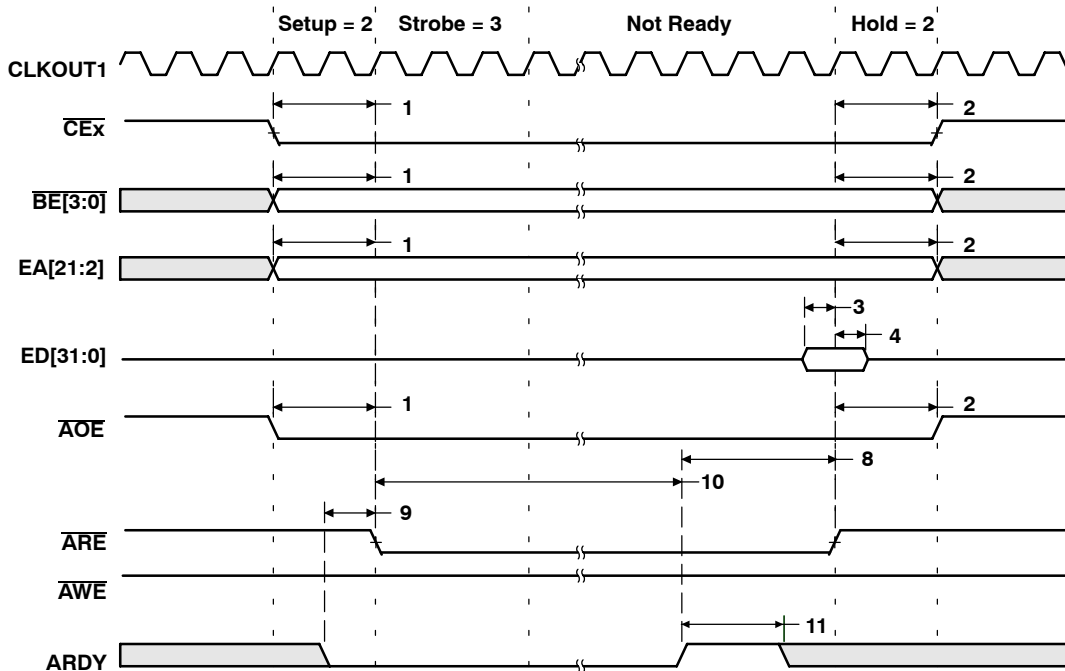 Setup = 2 Strobe = 3 Not Ready Hold = 2
CLKOUT1
CEx 1 2
BE[3:0] 1 2
EA[21:2] 1 2
3
ED[31:0] 4
AOE 1 2
8
10
9
ARE
AWE
11
ARDY